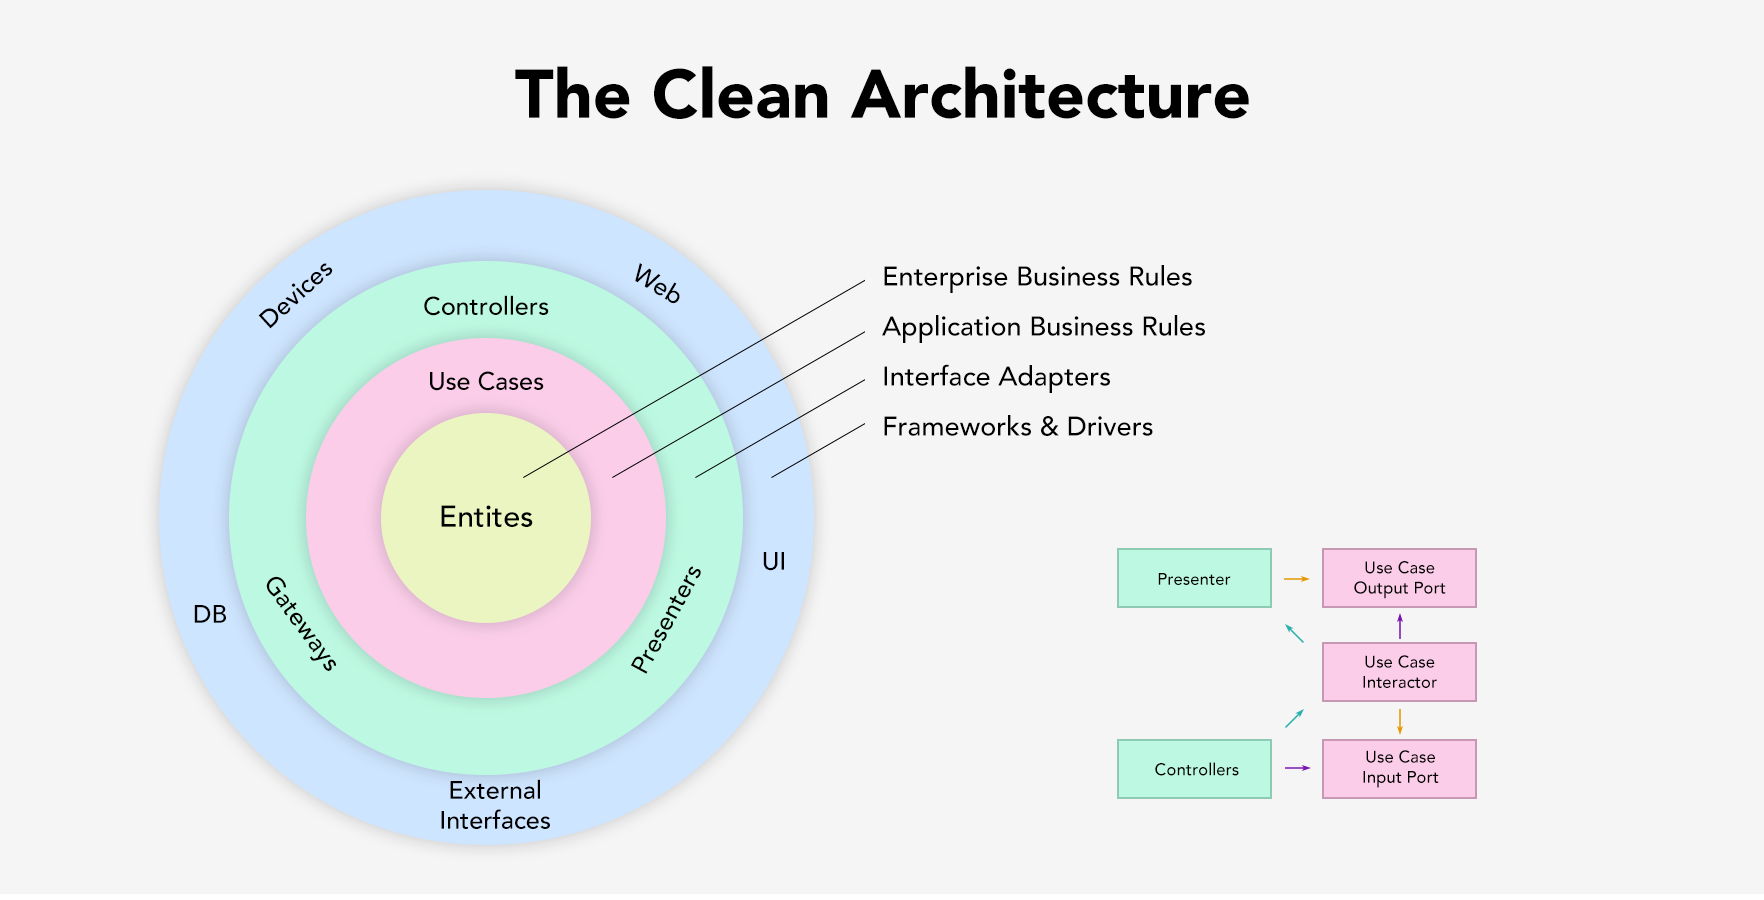 The Clean Architecture
Devices
Web
Controllers
Use Cases
Entites
DB
Gateways
Presenters
UI
External
Interfaces
Enterprise Business Rules
Application Business Rules
Interface Adapters
Frameworks & Drivers
Presenter
Use Case
Output Port
Use Case
Interactor
Controllers
Use Case
Input Port